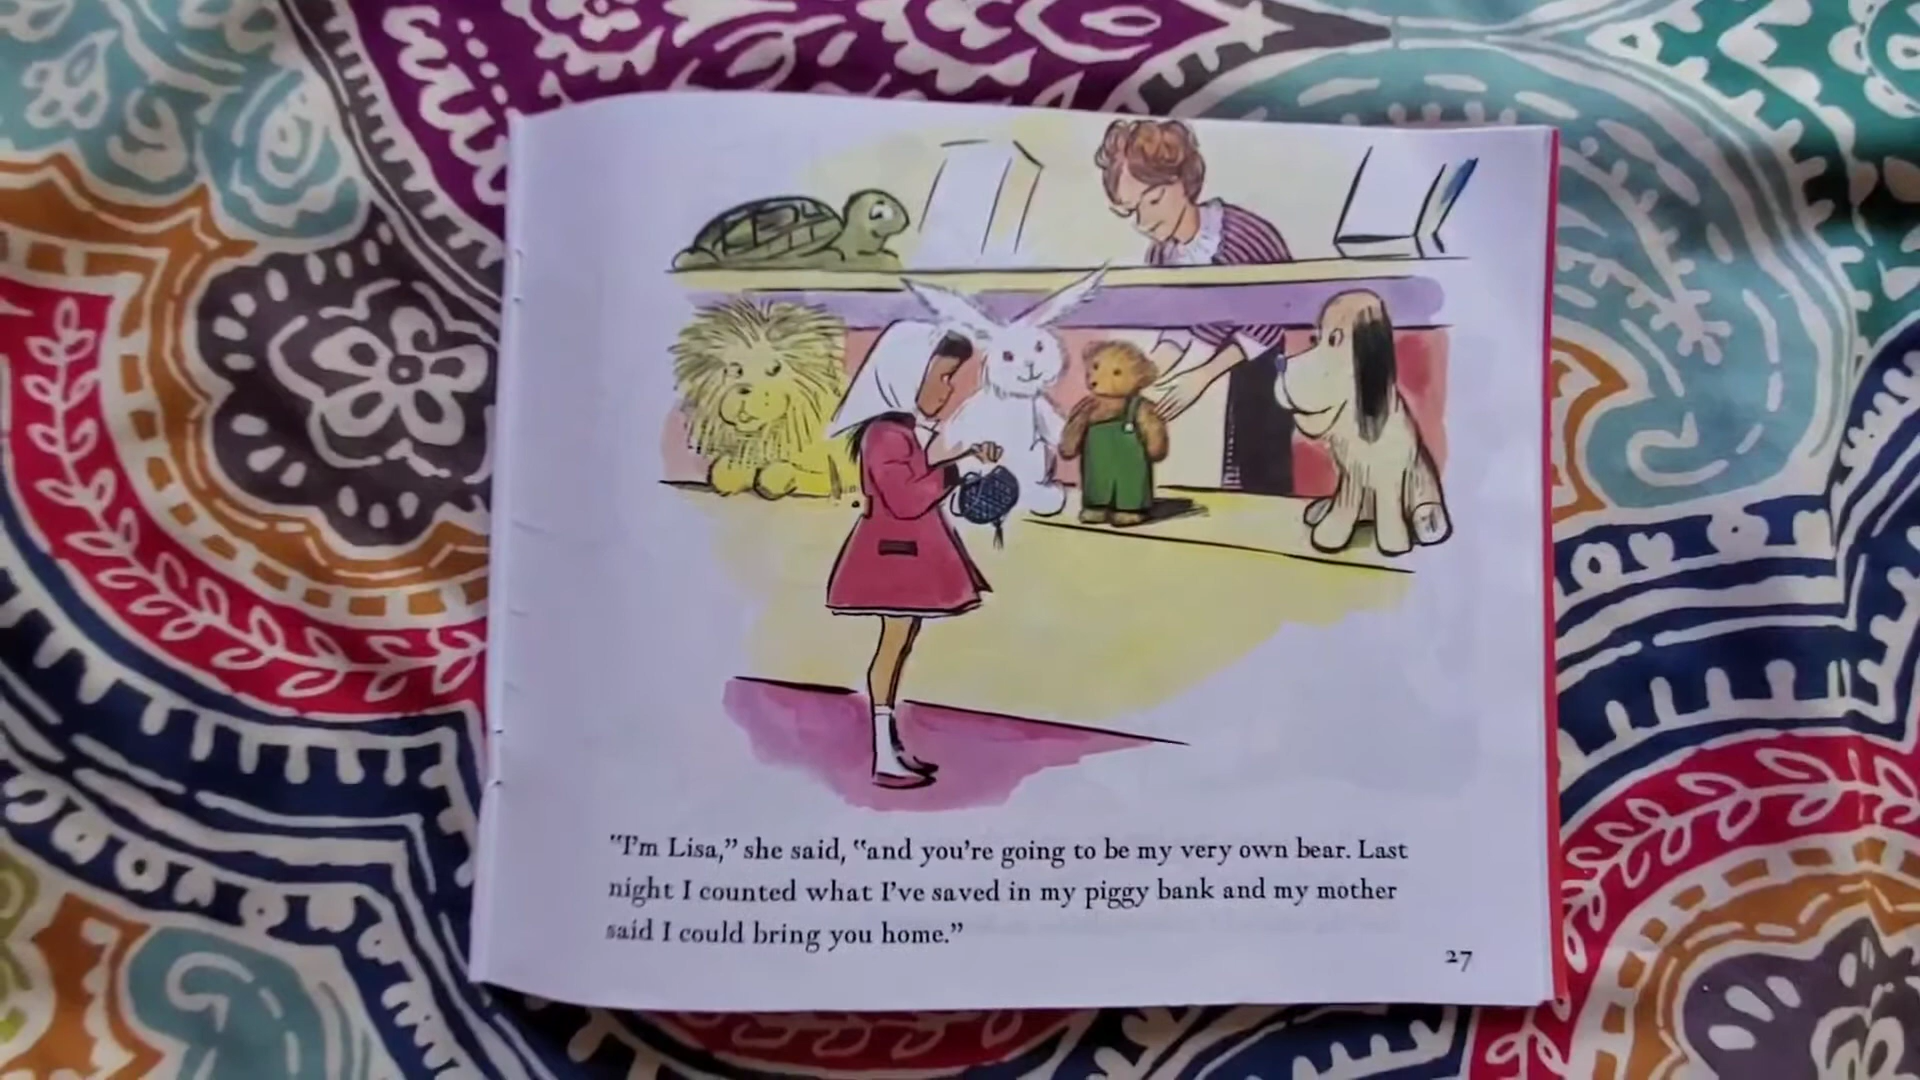 "I'm Lisa," she said, "and you're going to be my very own bear. Last
night I counted what I've saved in my piggy bank and my mother
said I could bring you home."
27